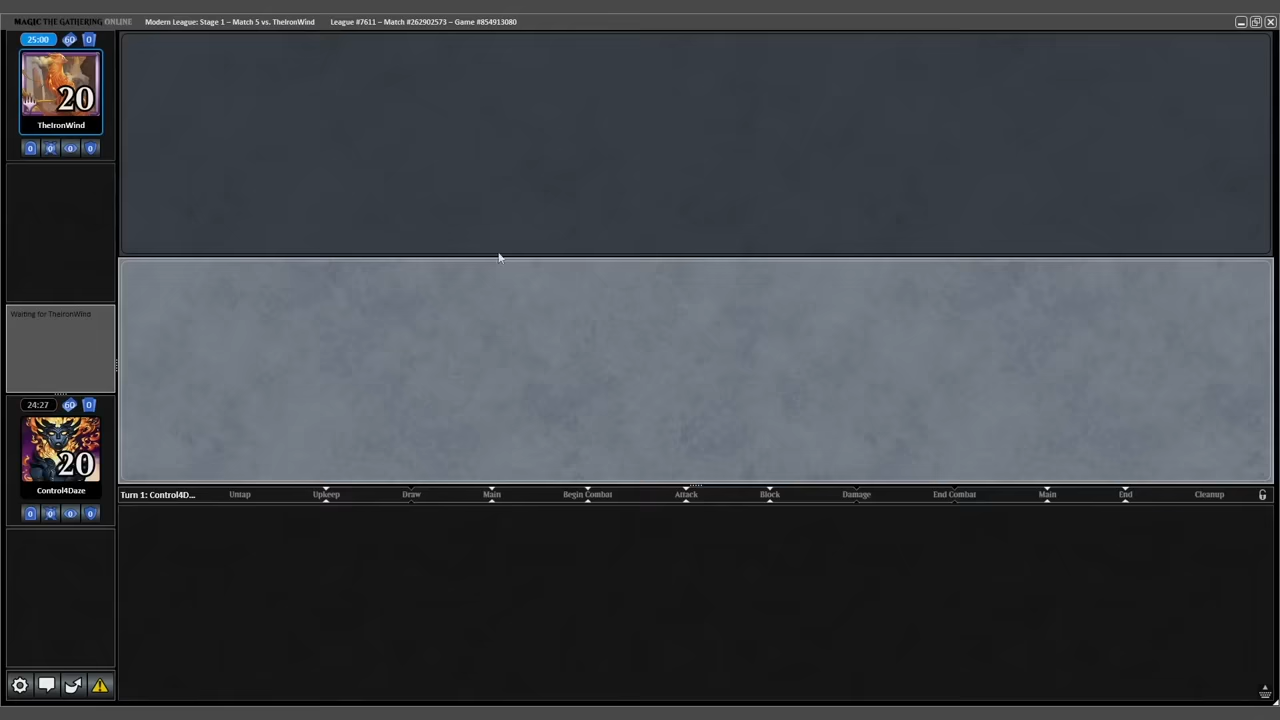 MAGIC THE GATHERING ONLINE Modern League: Stage 1 – Match 5 vs. TheIronWind League #7611 – Match #262902573 – Game #854913080
25:00 60 0
20
TheIronWind
0 0 0 0
Waiting for TheIronWind
24:27 60 0
20
Control4Daze
Turn 1: Control4D... Untap Upkeep Draw Main Begin Combat Attack Block Damage End Combat Main End Cleanup
0 0 0 0